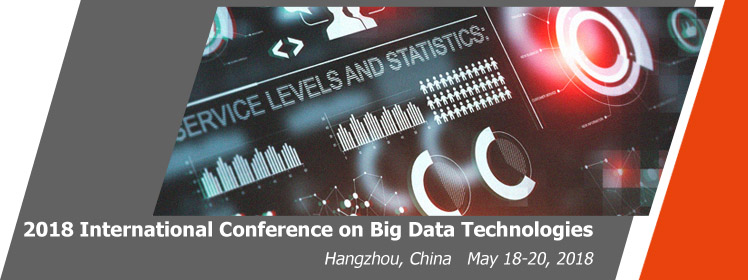 SERVICE LEVELS AND STATISTICS:
2018 International Conference on Big Data Technologies
Hangzhou, China May 18-20, 2018